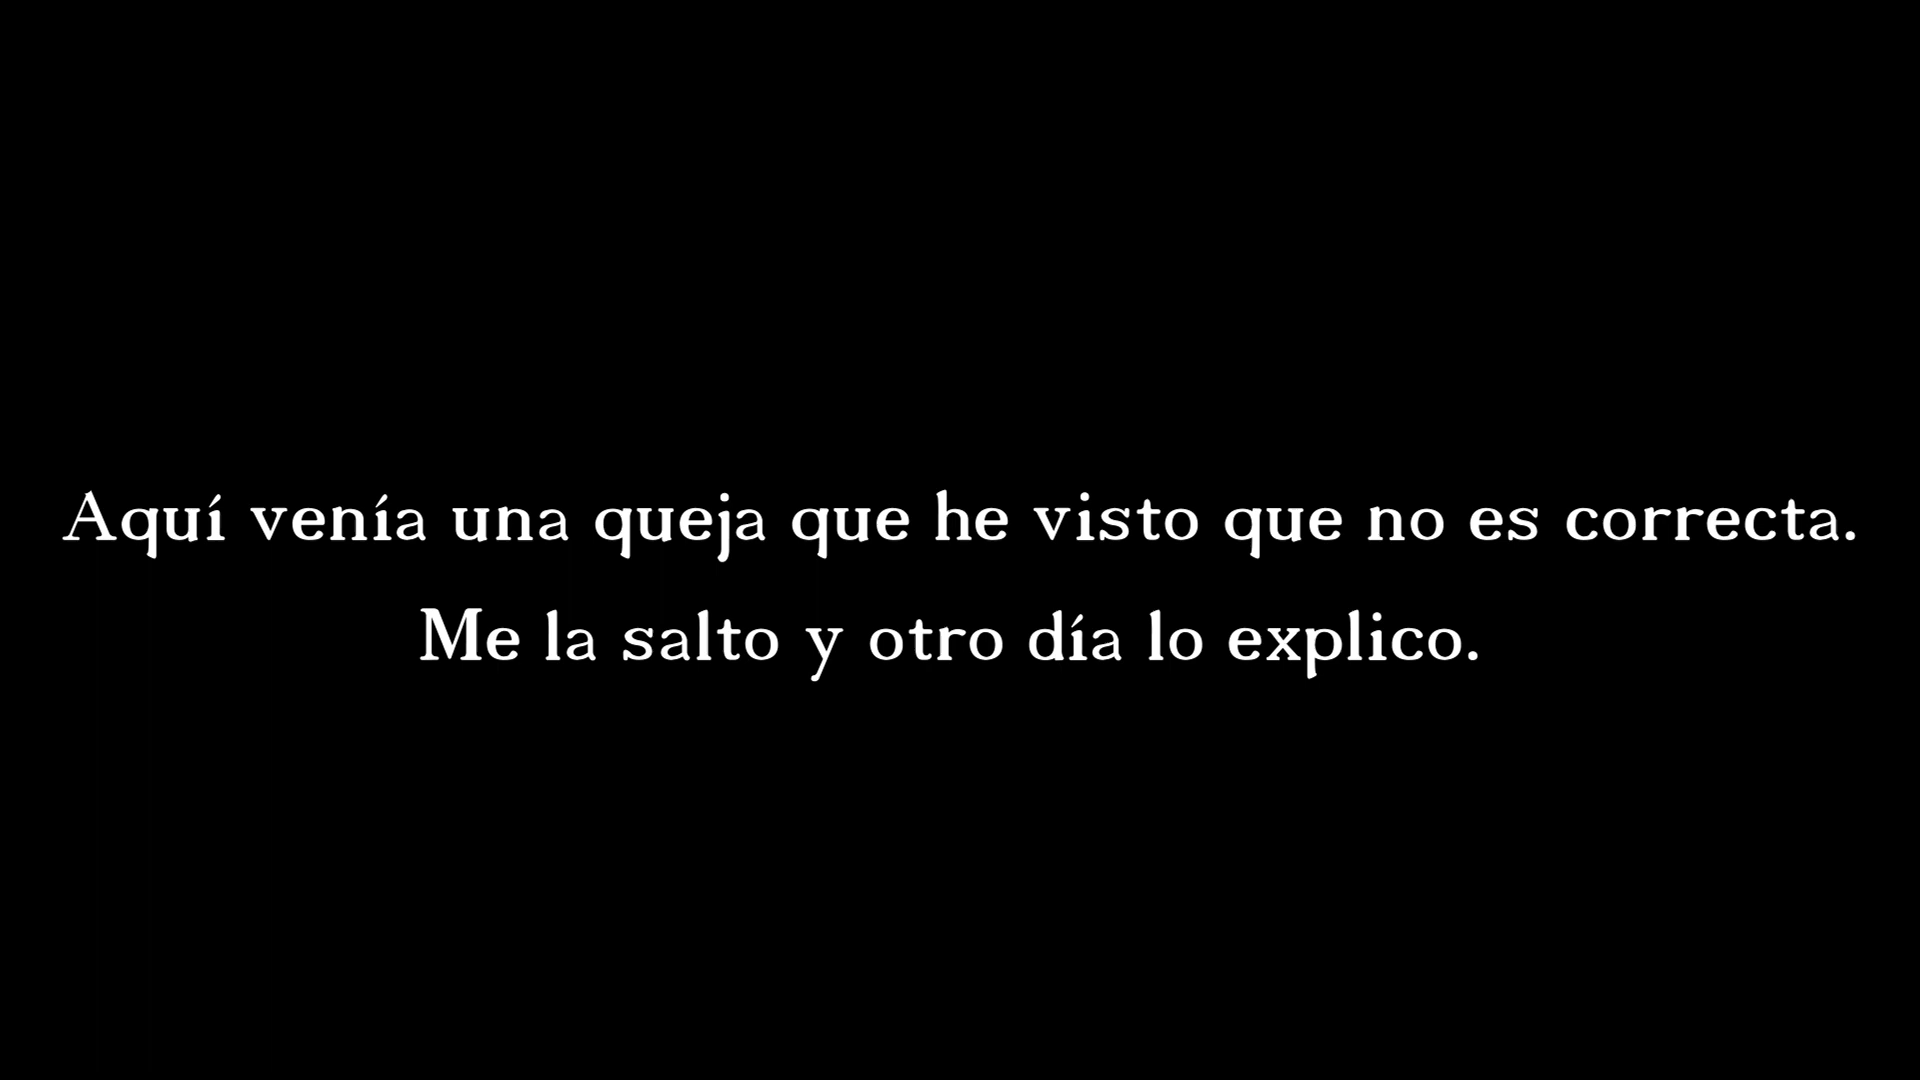 Aquí venía una queja que he visto que no es correcta.
Me la salto y otro día lo explico.